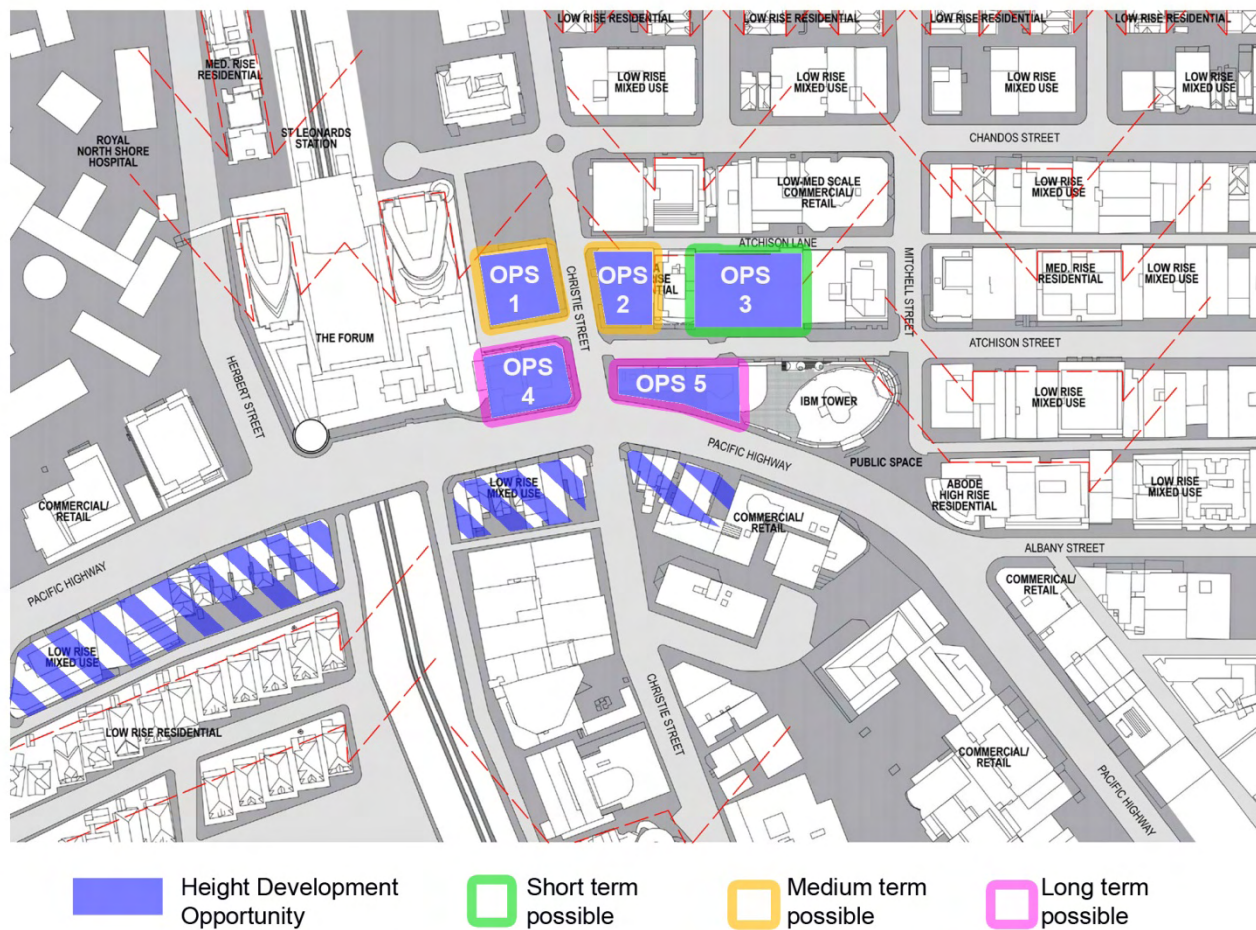 LOW RISE RESIDENTIAL
LOW RISE RESIDENTIAL
LOW RISE RESIDENTIAL
LOW RISE RESIDENTIAL
MED. RISE
RESIDENTIAL
LOW RISE
MIXED USE
LOW RISE
MIXED USE
LOW RISE
MIXED USE
LOW RISE
MIXED USE
ROYAL
NORTH SHORE
HOSPITAL
ST LEONARDS
STATION
CHANDOS STREET
LOW-MED SCALE
COMMERCIAL/
RETAIL
LOW RISE
MIXED USE
ATCHISON LANE
OPS
1
CHRISTIE STREET
OPS
2
OPS
3
MITCHELL STREET
MED. RISE
RESIDENTIAL
LOW RISE
MIXED USE
THE FORUM
ATCHISON STREET
HERBERT STREET
OPS
4
OPS 5
IBM TOWER
LOW RISE
MIXED USE
PACIFIC HIGHWAY
PUBLIC SPACE
COMMERCIAL/
RETAIL
LOW RISE
MIXED USE
COMMERCIAL/
RETAIL
ABODE
HIGH RISE
RESIDENTIAL
LOW RISE
MIXED USE
ALBANY STREET
PACIFIC HIGHWAY
COMMERICAL/
RETAIL
LOW RISE
MIXED USE
LOW RISE RESIDENTIAL
CHRISTIE STREET
COMMERCIAL/
RETAIL
PACIFIC HIGHWAY
Height Development
Opportunity
Short term
possible
Medium term
possible
Long term
possible